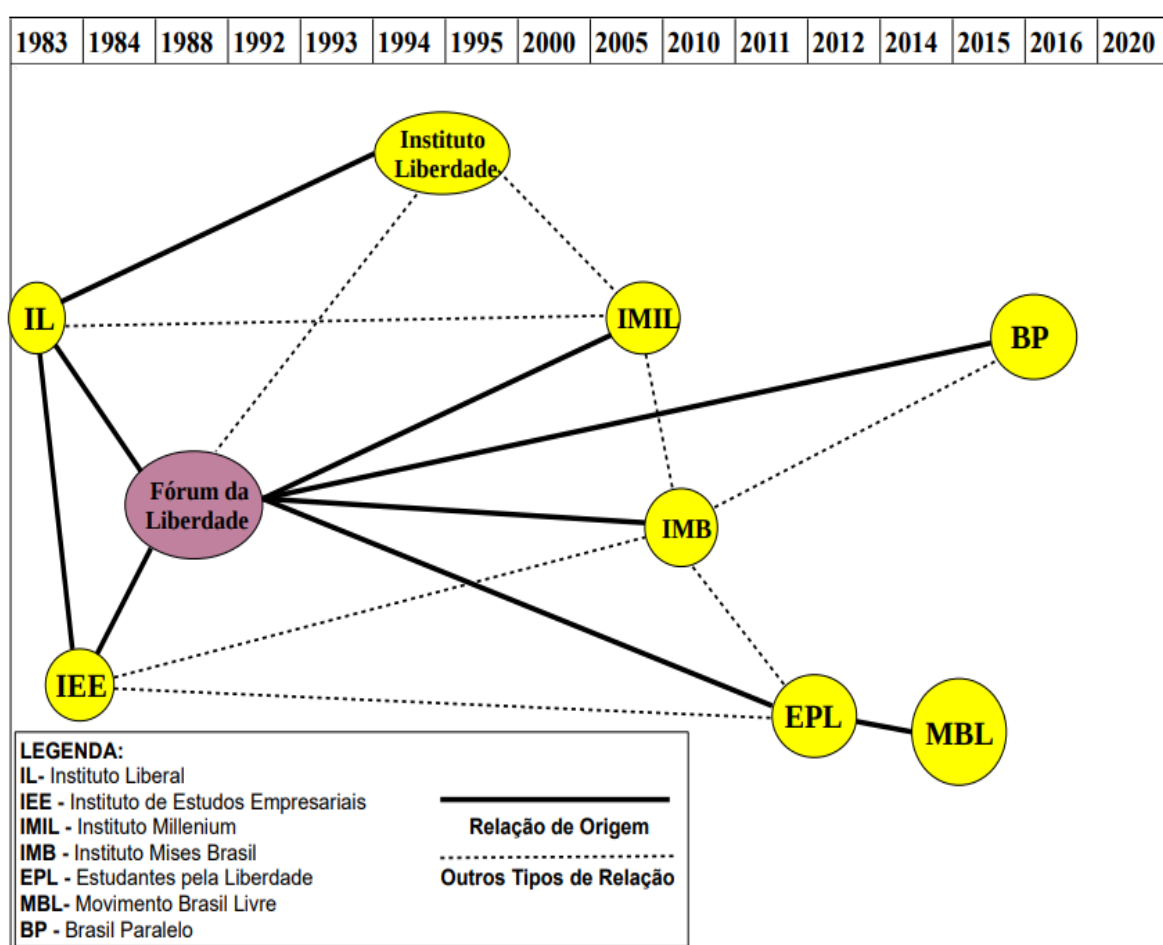 1983 1984 1988 1992 1993 1994 1995 2000 2005 2010 2011 2012 2014 2015 2016 2020
Instituto
Liberdade
IL
IMIL
BP
Fórum da
Liberdade
IMB
IEE
EPL
MBL
LEGENDA:
IL- Instituto Liberal
IEE - Instituto de Estudos Empresariais
IMIL - Instituto Millenium
IMB - Instituto Mises Brasil
EPL - Estudantes pela Liberdade
MBL- Movimento Brasil Livre
BP - Brasil Paralelo
Relação de Origem
Outros Tipos de Relação